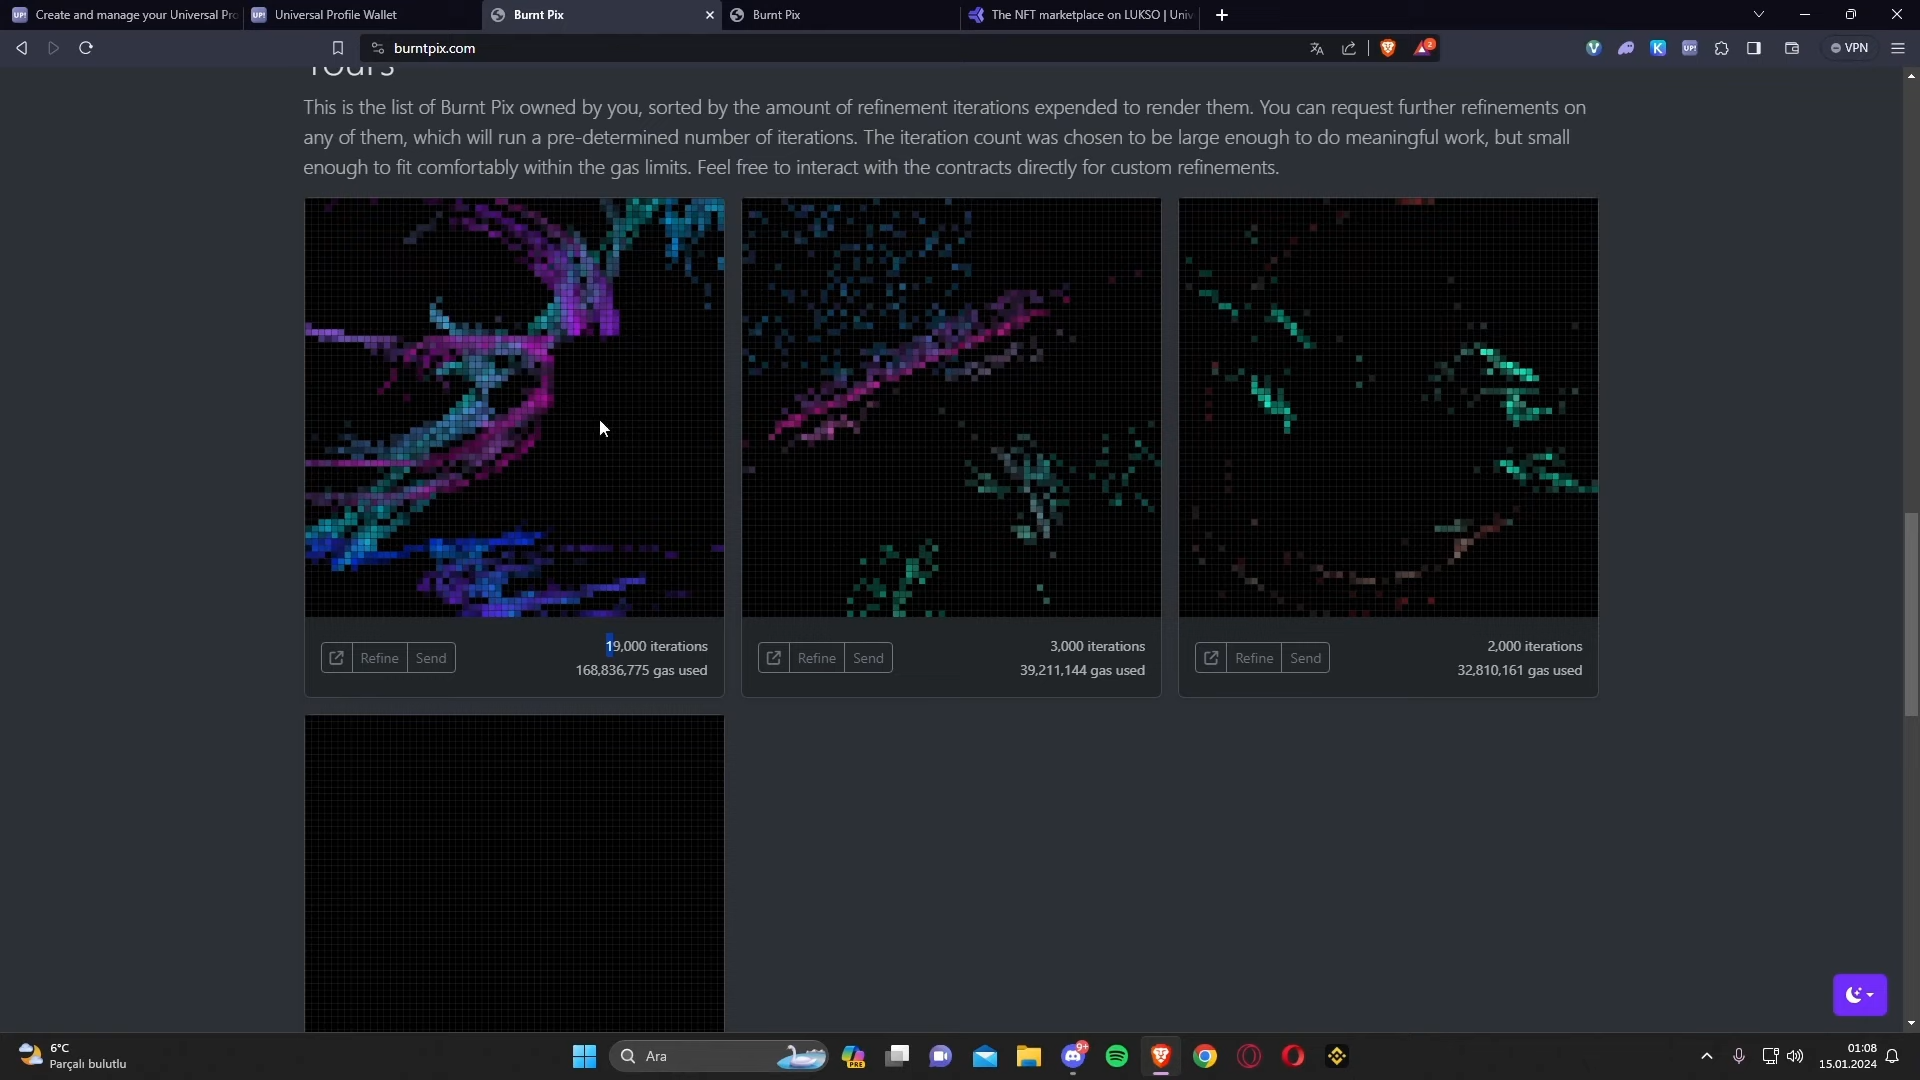 Create and manage your Universal Pro
Universal Profile Wallet
Burnt Pix
Burnt Pix
The NFT marketplace on LUKSO | Univ
burntpix.com
2
UP!
VPN
Yours
This is the list of Burnt Pix owned by you, sorted by the amount of refinement iterations expended to render them. You can request further refinements on
any of them, which will run a pre-determined number of iterations. The iteration count was chosen to be large enough to do meaningful work, but small
enough to fit comfortably within the gas limits. Feel free to interact with the contracts directly for custom refinements.
Refine Send
19,000 iterations
168,836,775 gas used
Refine Send
3,000 iterations
39,211,144 gas used
Refine Send
2,000 iterations
32,810,161 gas used
6°C
Parçalı bulutlu
Ara
PRE
9+
01:08
15.01.2024